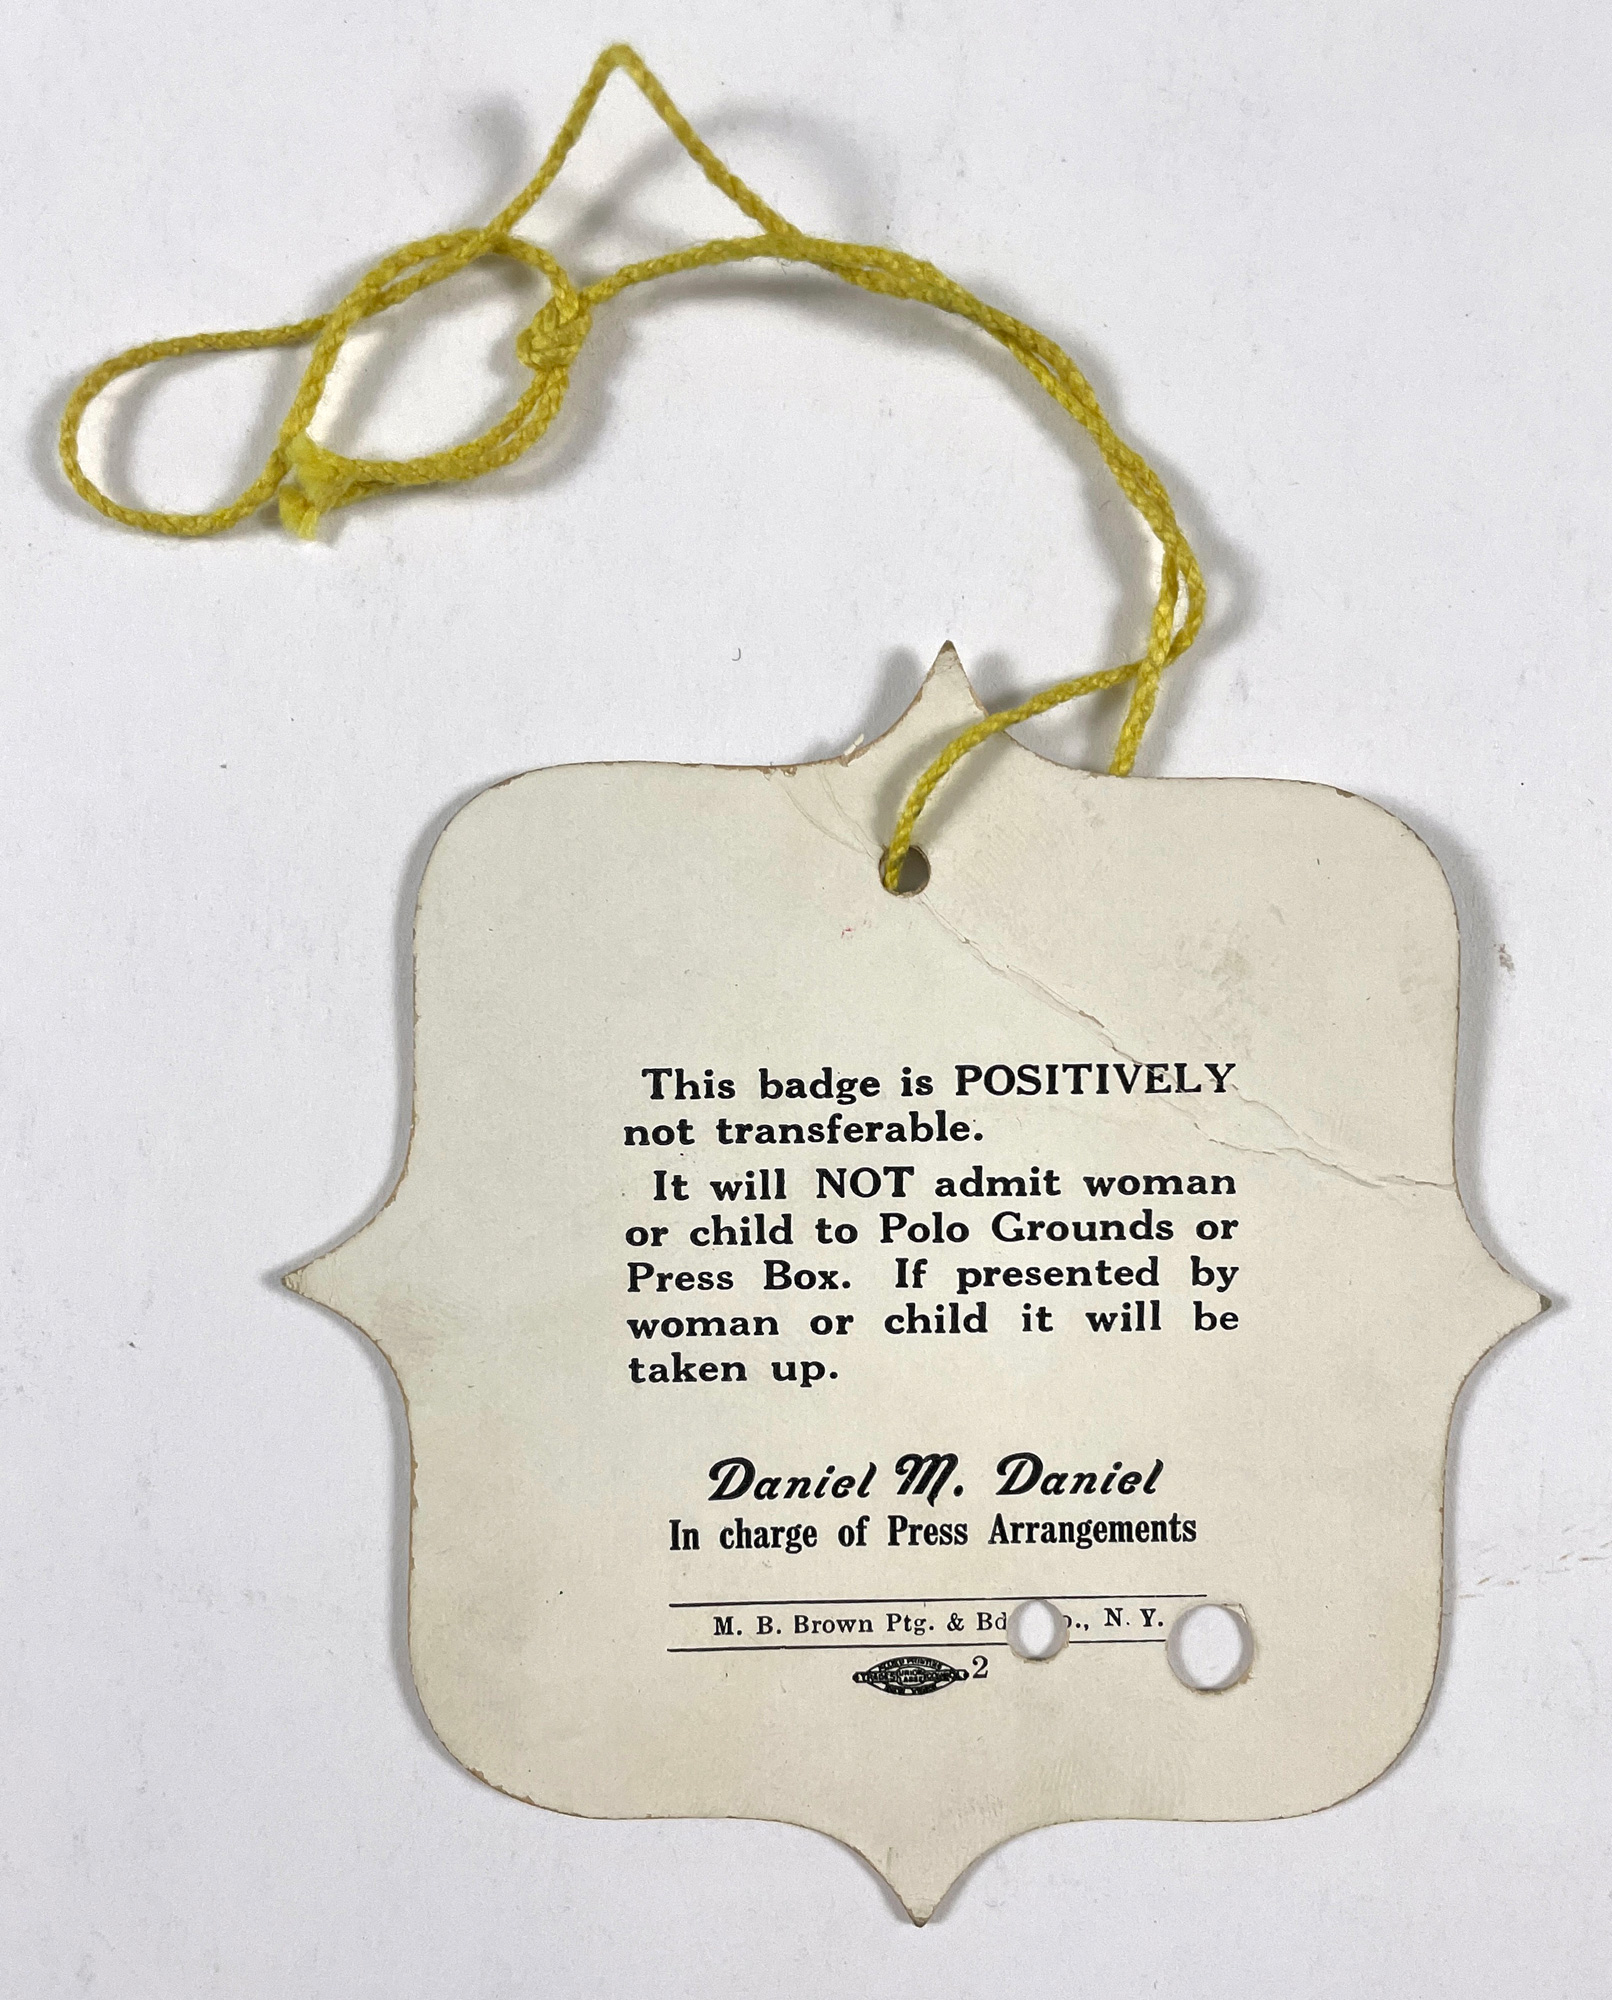 This badge is POSITIVELY
not transferable.
It will NOT admit woman
or child to Polo Grounds or
Press Box. If presented by
woman or child it will be
taken up.
Daniel M. Daniel
In charge of Press Arrangements
M. B. Brown Ptg. & N. Y.
2